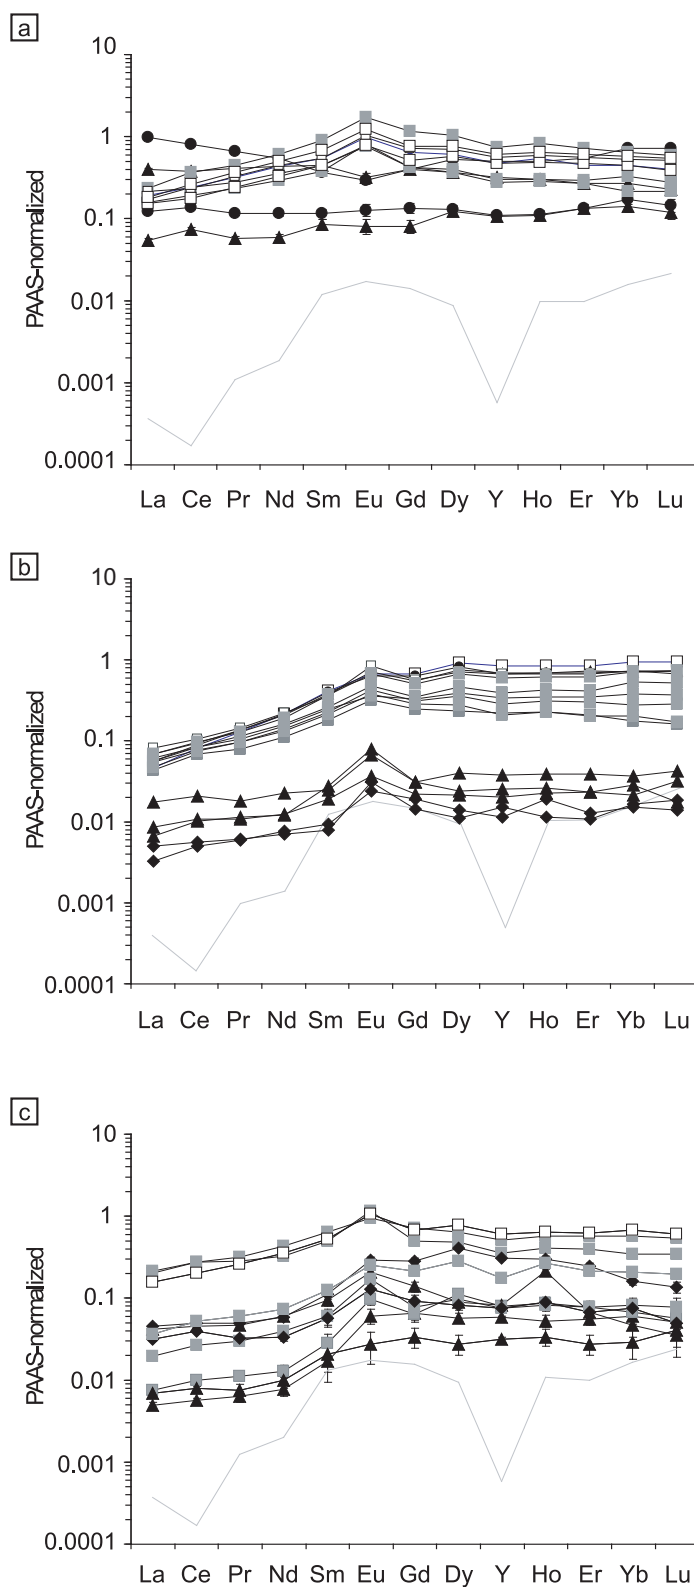 a
10
1
0.1
0.01
0.001
0.0001
PAAS-normalized
La Ce Pr Nd Sm Eu Gd Dy Y Ho Er Yb Lu
b
10
1
0.1
0.01
0.001
0.0001
PAAS-normalized
La Ce Pr Nd Sm Eu Gd Dy Y Ho Er Yb Lu
c
10
1
0.1
0.01
0.001
0.0001
PAAS-normalized
La Ce Pr Nd Sm Eu Gd Dy Y Ho Er Yb Lu